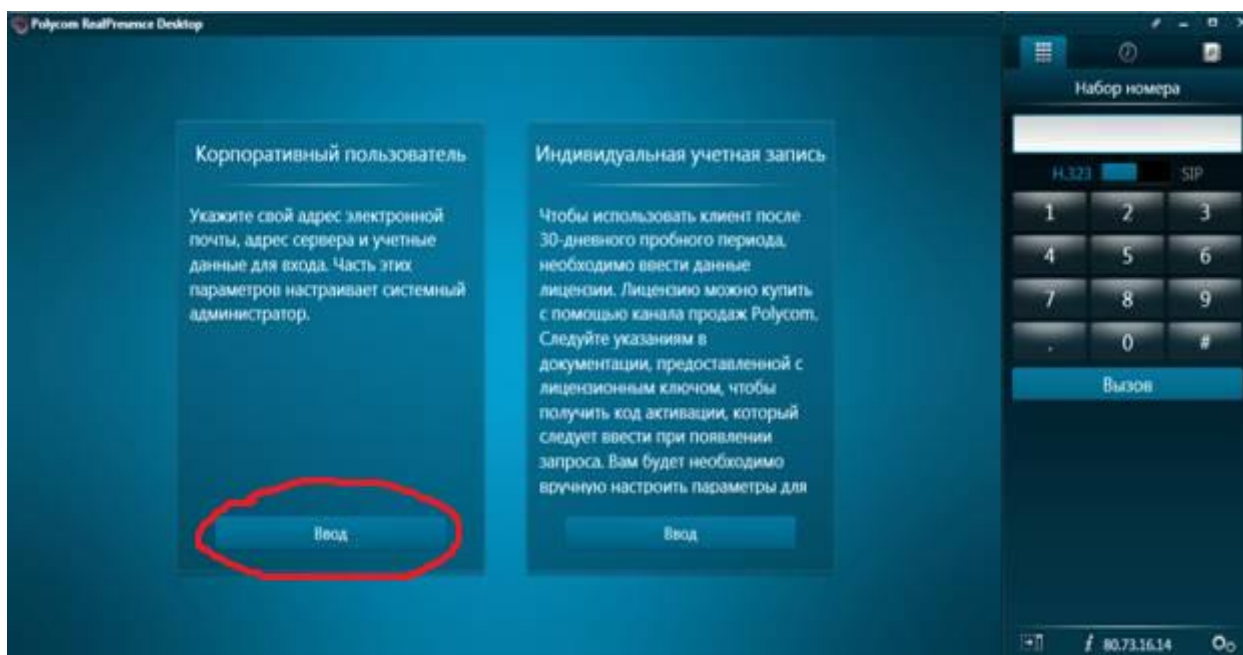 Polycom RealPresence Desktop
Корпоративный пользователь
Укажите свой адрес электронной
почты, адрес сервера и учетные
данные для входа. Часть этих
параметров настраивает системный
администратор.
Ввод
Индивидуальная учетная запись
Чтобы использовать клиент после
30-дневного пробного периода,
необходимо ввести данные
лицензии. Лицензию можно купить
с помощью канала продаж Polycom.
Следуйте указаниям в
документации, предоставленной с
лицензионным ключом, чтобы
получить код активации, который
следует ввести при появлении
запроса. Вам будет необходимо
вручную настроить параметры для
Ввод
Набор номера
H.323 SIP
1 2 3
4 5 6
7 8 9
. 0 #
Вызов
80.73.16.14